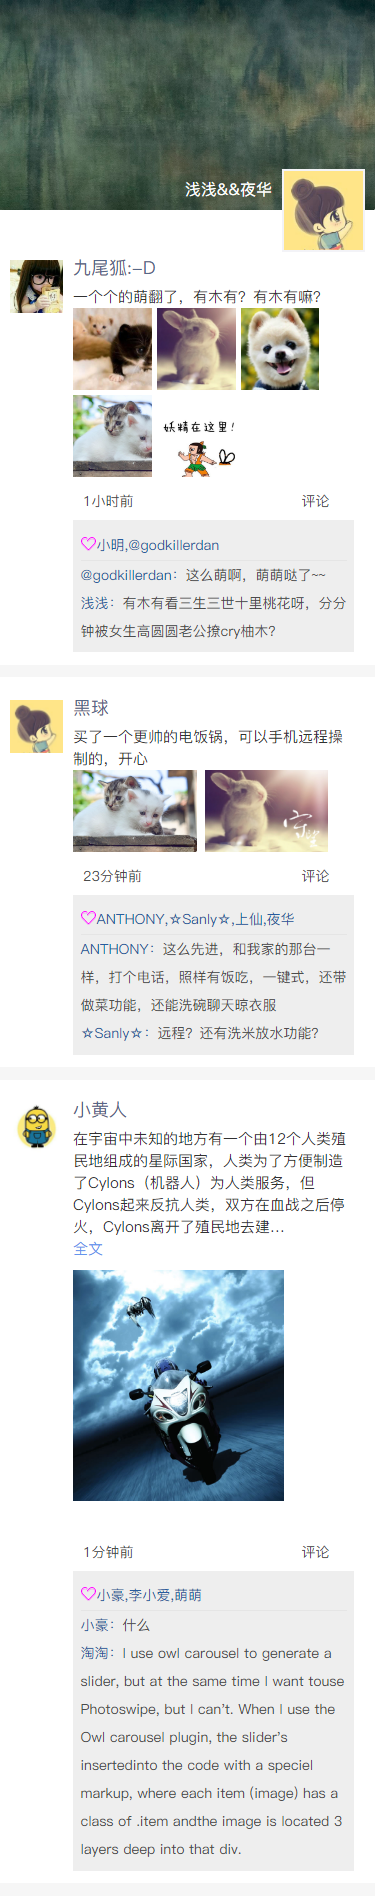 浅浅&&夜华
九尾狐:-D
一个个的萌翻了，有木有？有木有嘛？
妖精在这里！
1小时前 评论
♡小明,@godkillerdan
@godkillerdan：这么萌啊，萌萌哒了~~
浅浅：有木有看三生三世十里桃花呀，分分
钟被女生高圆圆老公撩cry柚木？
黑球
买了一个更帅的电饭锅，可以手机远程操
制的，开心
守望
23分钟前 评论
♡ANTHONY,☆Sanly☆,上仙,夜华
ANTHONY：这么先进，和我家的那台一
样，打个电话，照样有饭吃，一键式，还带
做菜功能，还能洗碗聊天晾衣服
☆Sanly☆：远程？还有洗米放水功能？
小黄人
在宇宙中未知的地方有一个由12个人类殖
民地组成的星际国家，人类为了方便制造
了Cylons（机器人）为人类服务，但
Cylons起来反抗人类，双方在血战之后停
火，Cylons离开了殖民地去建...
全文
1分钟前 评论
♡小豪,李小爱,萌萌
小豪：什么
淘淘：I use owl carousel to generate a
slider, but at the same time I want touse
Photoswipe, but I can't. When I use the
Owl carousel plugin, the slider's
insertedinto the code with a speciel
markup, where each item (image) has a
class of .item andthe image is located 3
layers deep into that div.